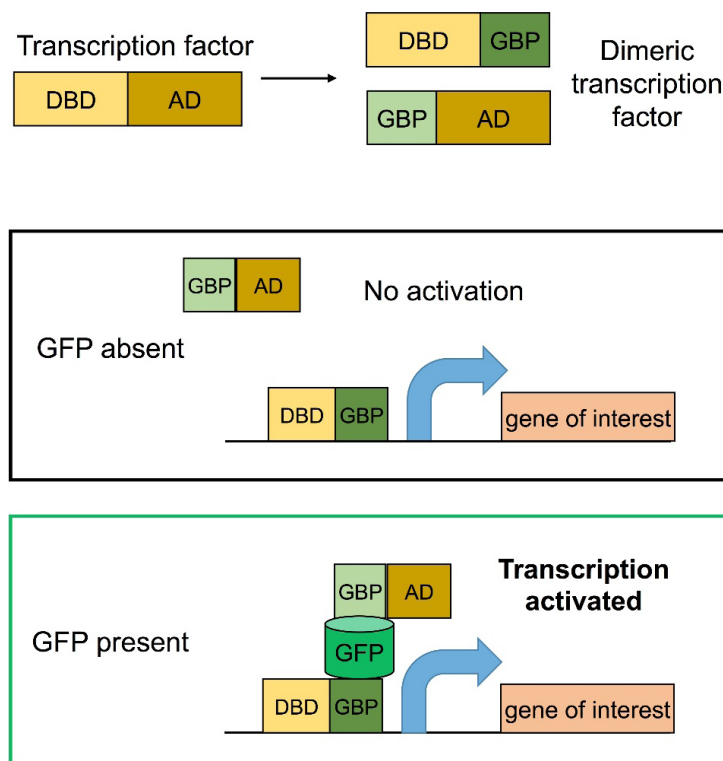 Transcription factor
DBD AD
DBD GBP
GBP AD
Dimeric
transcription
factor
GBP AD
No activation
GFP absent
DBD GBP
gene of interest
GBP AD
Transcription
activated
GFP present
GFP
DBD GBP
gene of interest